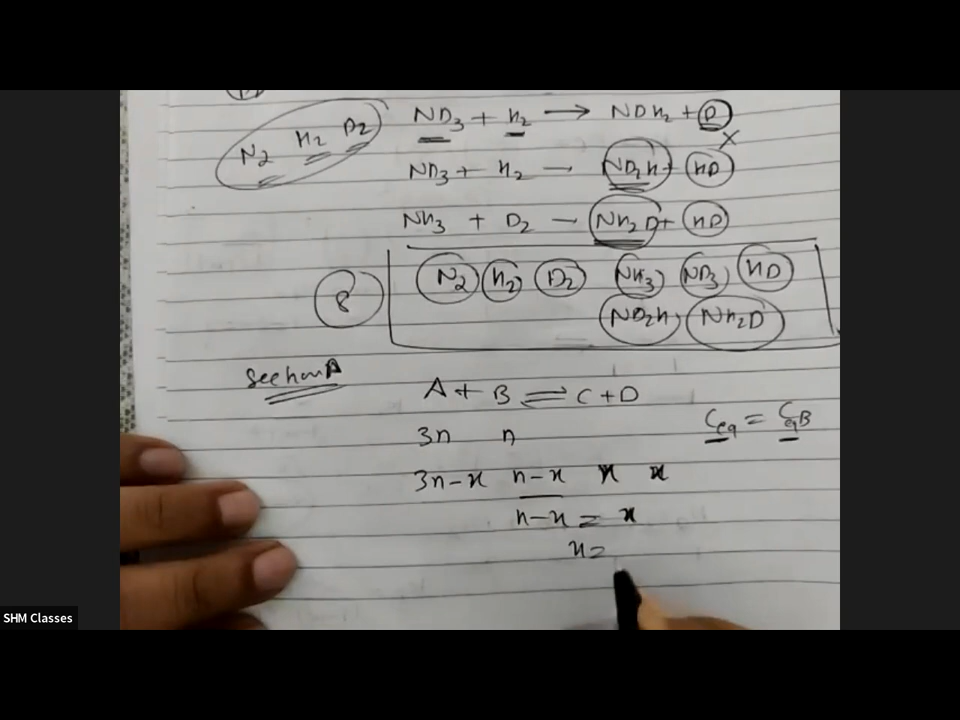 N2 H2 D2
ND3 + H2 → NDH2 + D
×
ND3 + H2 — ND2H + HD
NH3 + D2 — NH2D + HD
8 N2 H2 D2 NH3, ND3, HD
ND2H, NH2D
Section A
A + B ⇌ C + D
Ceq = CeqB
3n n
3n-x n-x x x
n-x = x
x=
SHM Classes